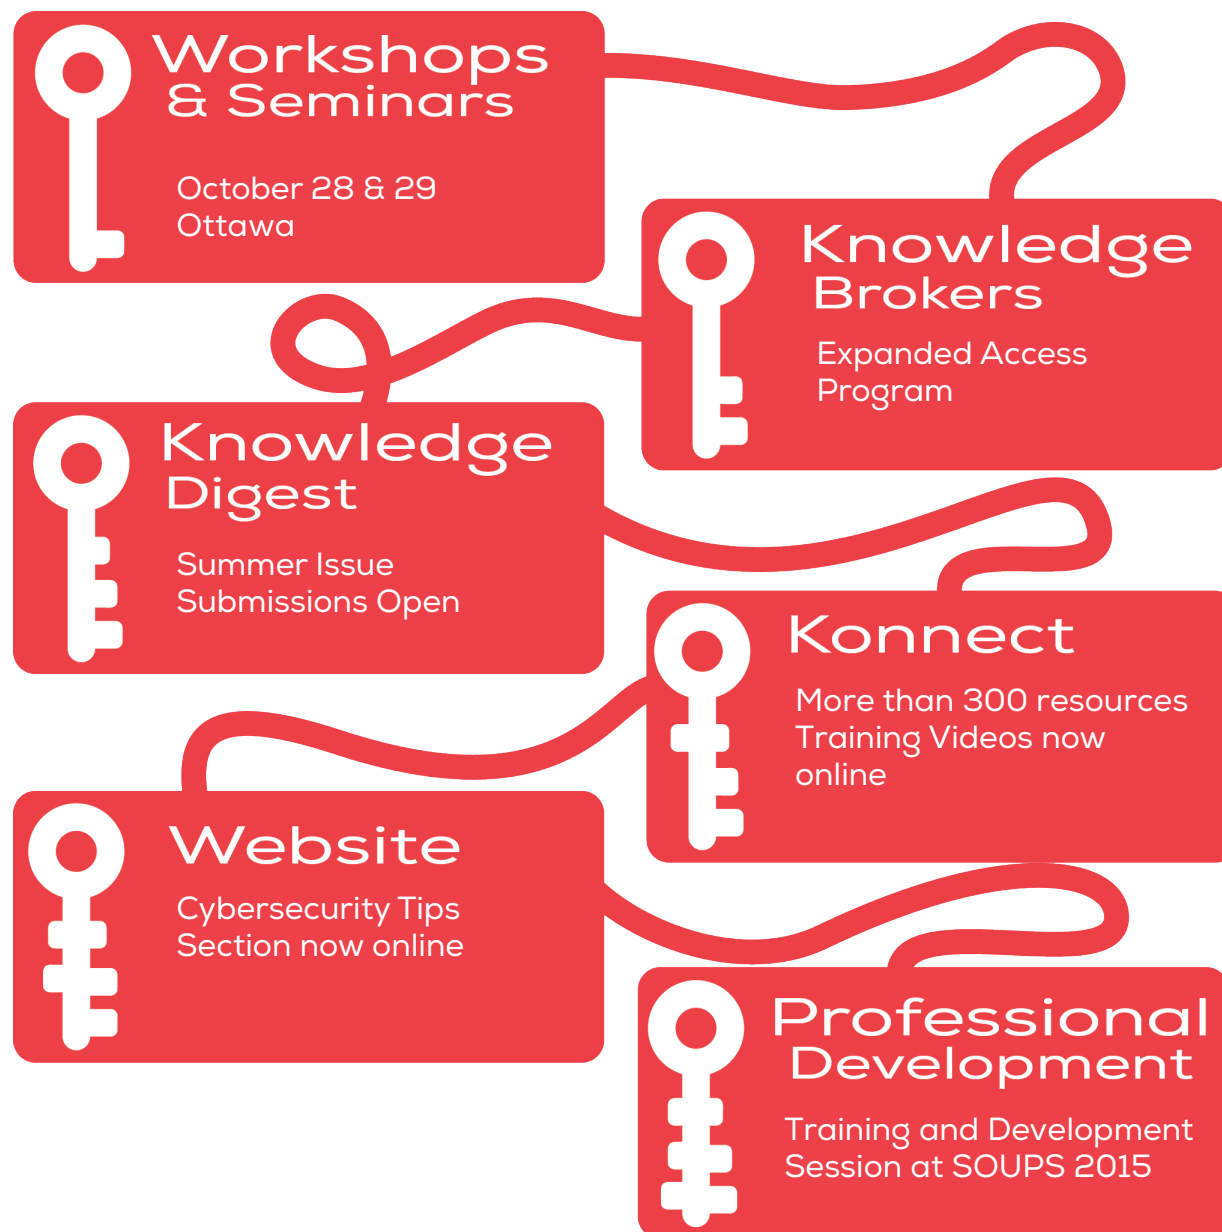 Workshops
& Seminars
October 28 & 29
Ottawa
Knowledge
Brokers
Expanded Access
Program
Knowledge
Digest
Summer Issue
Submissions Open
Konnect
More than 300 resources
Training Videos now
online
Website
Cybersecurity Tips
Section now online
Professional
Development
Training and Development
Session at SOUPS 2015